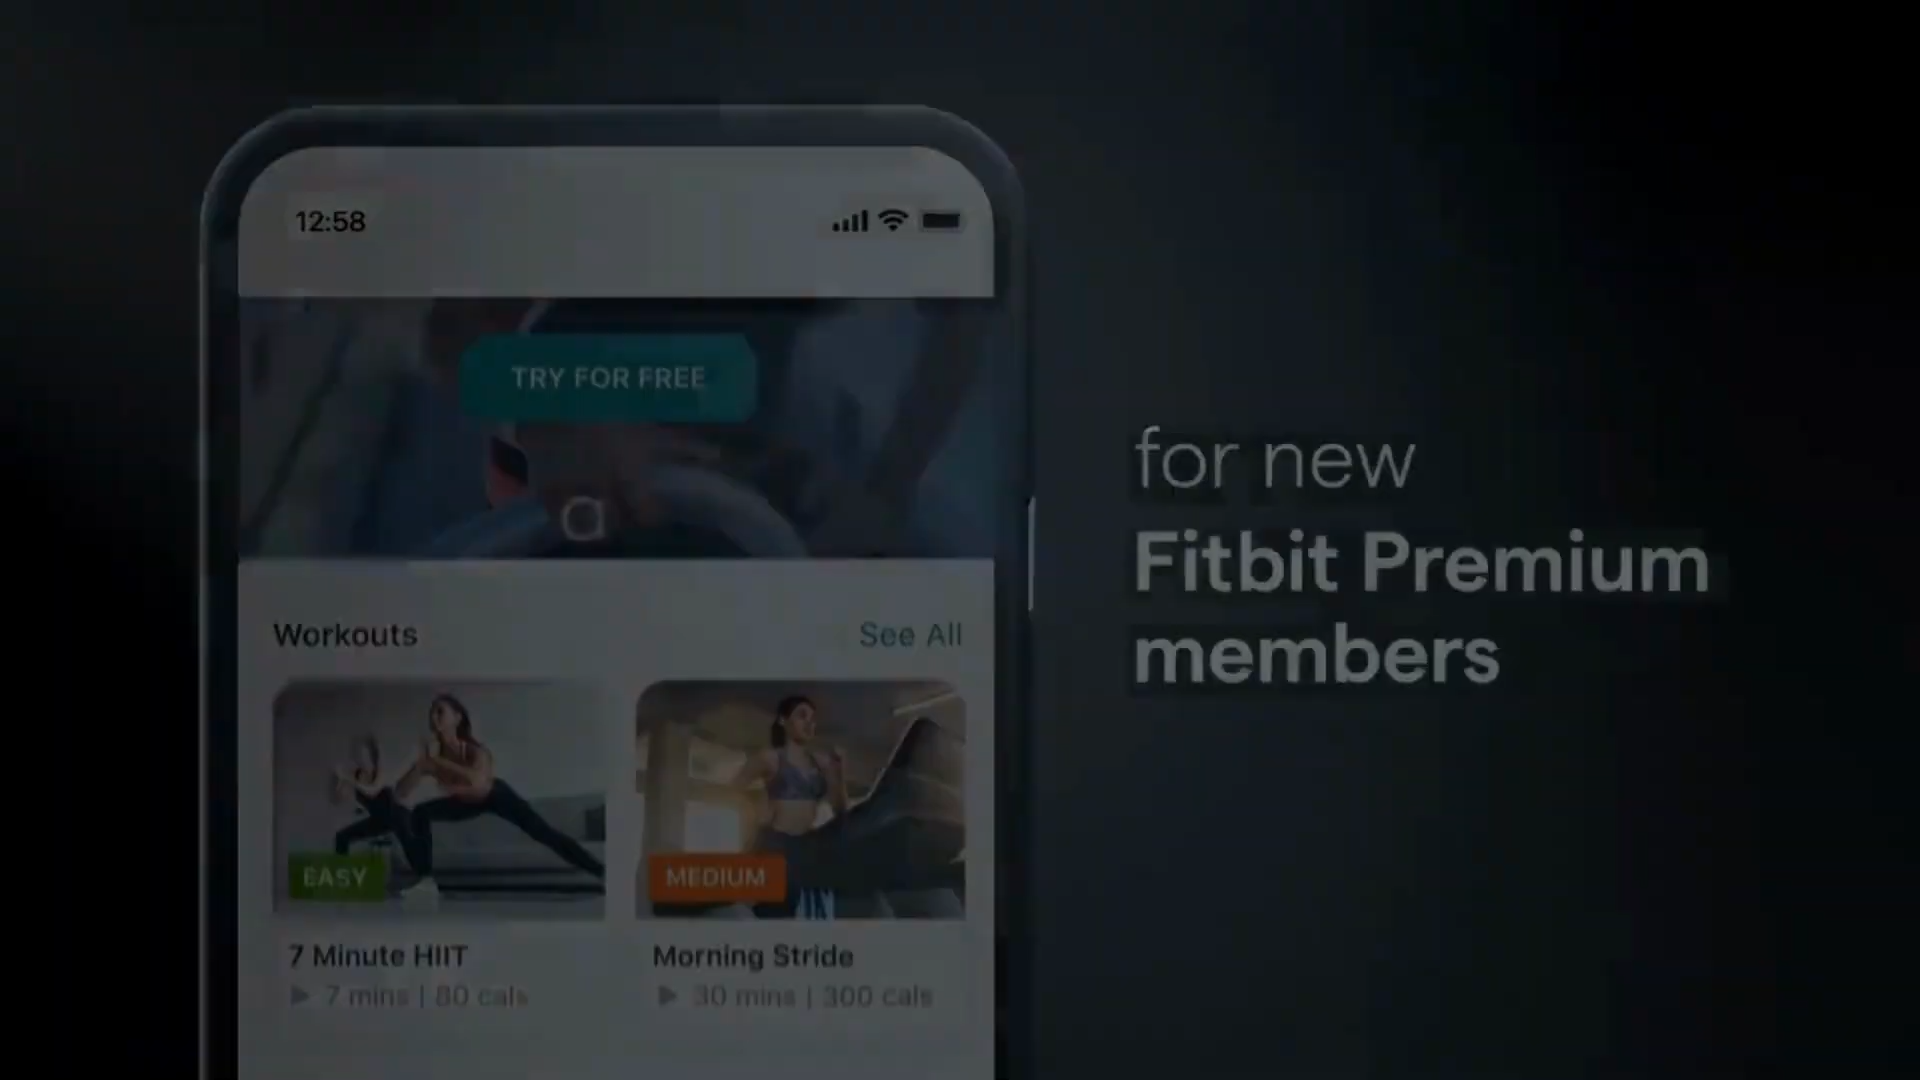 12:58
TRY FOR FREE
for new
Fitbit Premium
members
Workouts
See All
EASY
MEDIUM
7 Minute HIIT
Morning Stride
7 mins | 80 cals
30 mins | 300 cals